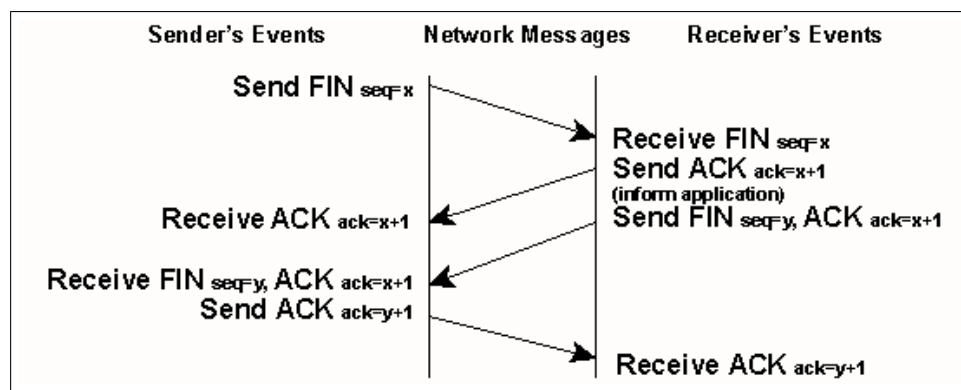 Sender's Events Network Messages Receiver's Events
Send FIN seq=x
Receive FIN seq=x
Send ACK ack=x+1
(inform application)
Receive ACK ack=x+1
Send FIN seq=y, ACK ack=x+1
Receive FIN seq=y, ACK ack=x+1
Send ACK ack=y+1
Receive ACK ack=y+1